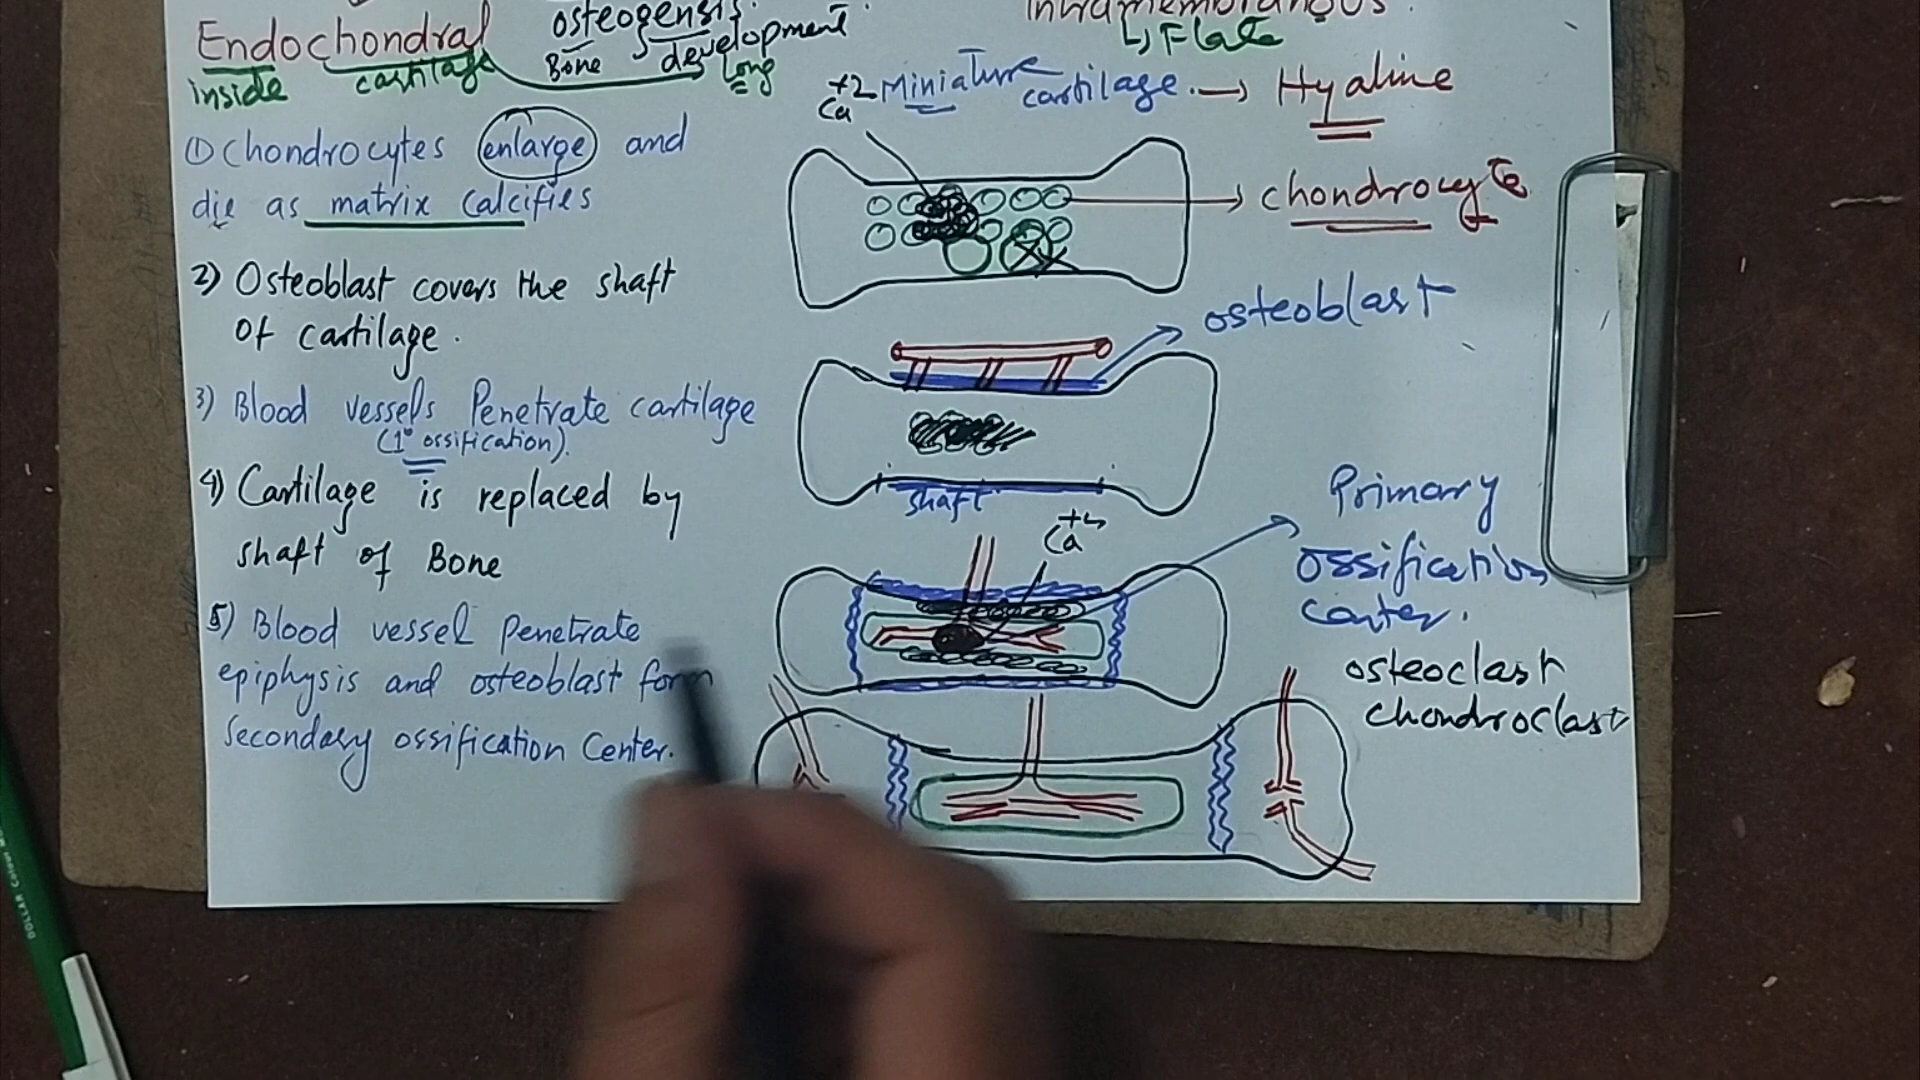 osteogensis
Endochondral
Bone
development
Long
inside
cartilage
↳ Flate
Ca+2
Miniature cartilage. → Hyaline
① Chondrocytes enlarge and
die as matrix calcifies
chondrocyte
2) Osteoblast covers the shaft
of cartilage.
osteoblast
3) Blood vessels Penetrate cartilage
(1° ossification).
shaft
4) Cartilage is replaced by
shaft of Bone
Ca
Primary
ossification
center.
5) Blood vessel penetrate
epiphysis and osteoblast form
Secondary ossification Center.
osteoclast
chondroclast
DOLLAR